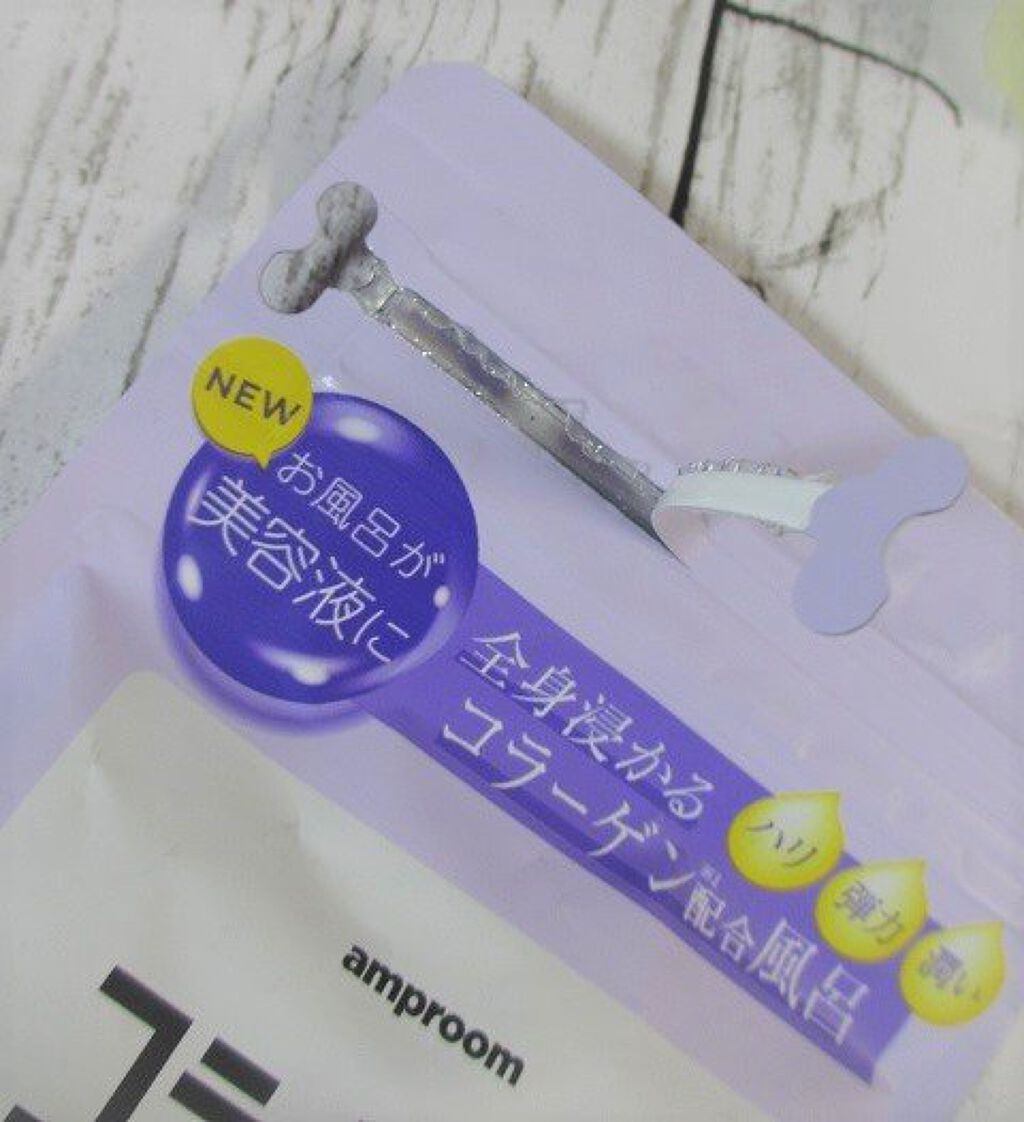 NEW
お風呂が
美容液に
全身浸かる
コラーゲン※1配合風呂
ハリ
弾力
潤い
amproom